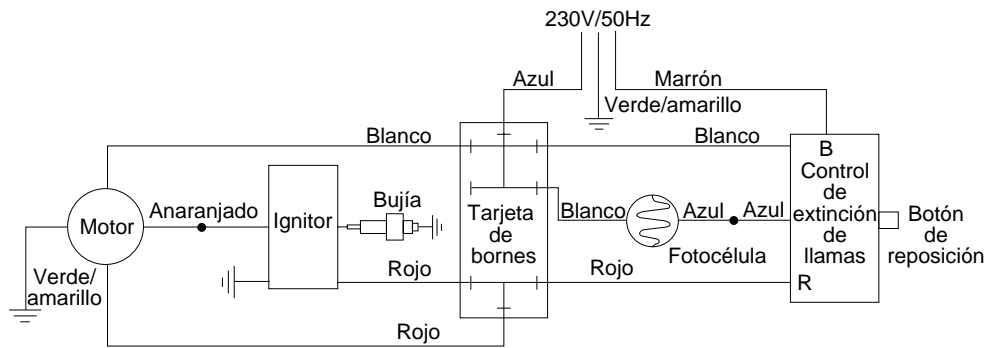 230V/50Hz
Azul
Marrón
Verde/amarillo
Blanco
Blanco
B
Control
de
extinción
de
llamas
R
Bujía
Ignitor
Anaranjado
Motor
Tarjeta
de
bornes
Blanco
Azul
Azul
Fotocélula
Botón
de
reposición
Verde/
amarillo
Rojo
Rojo
Rojo